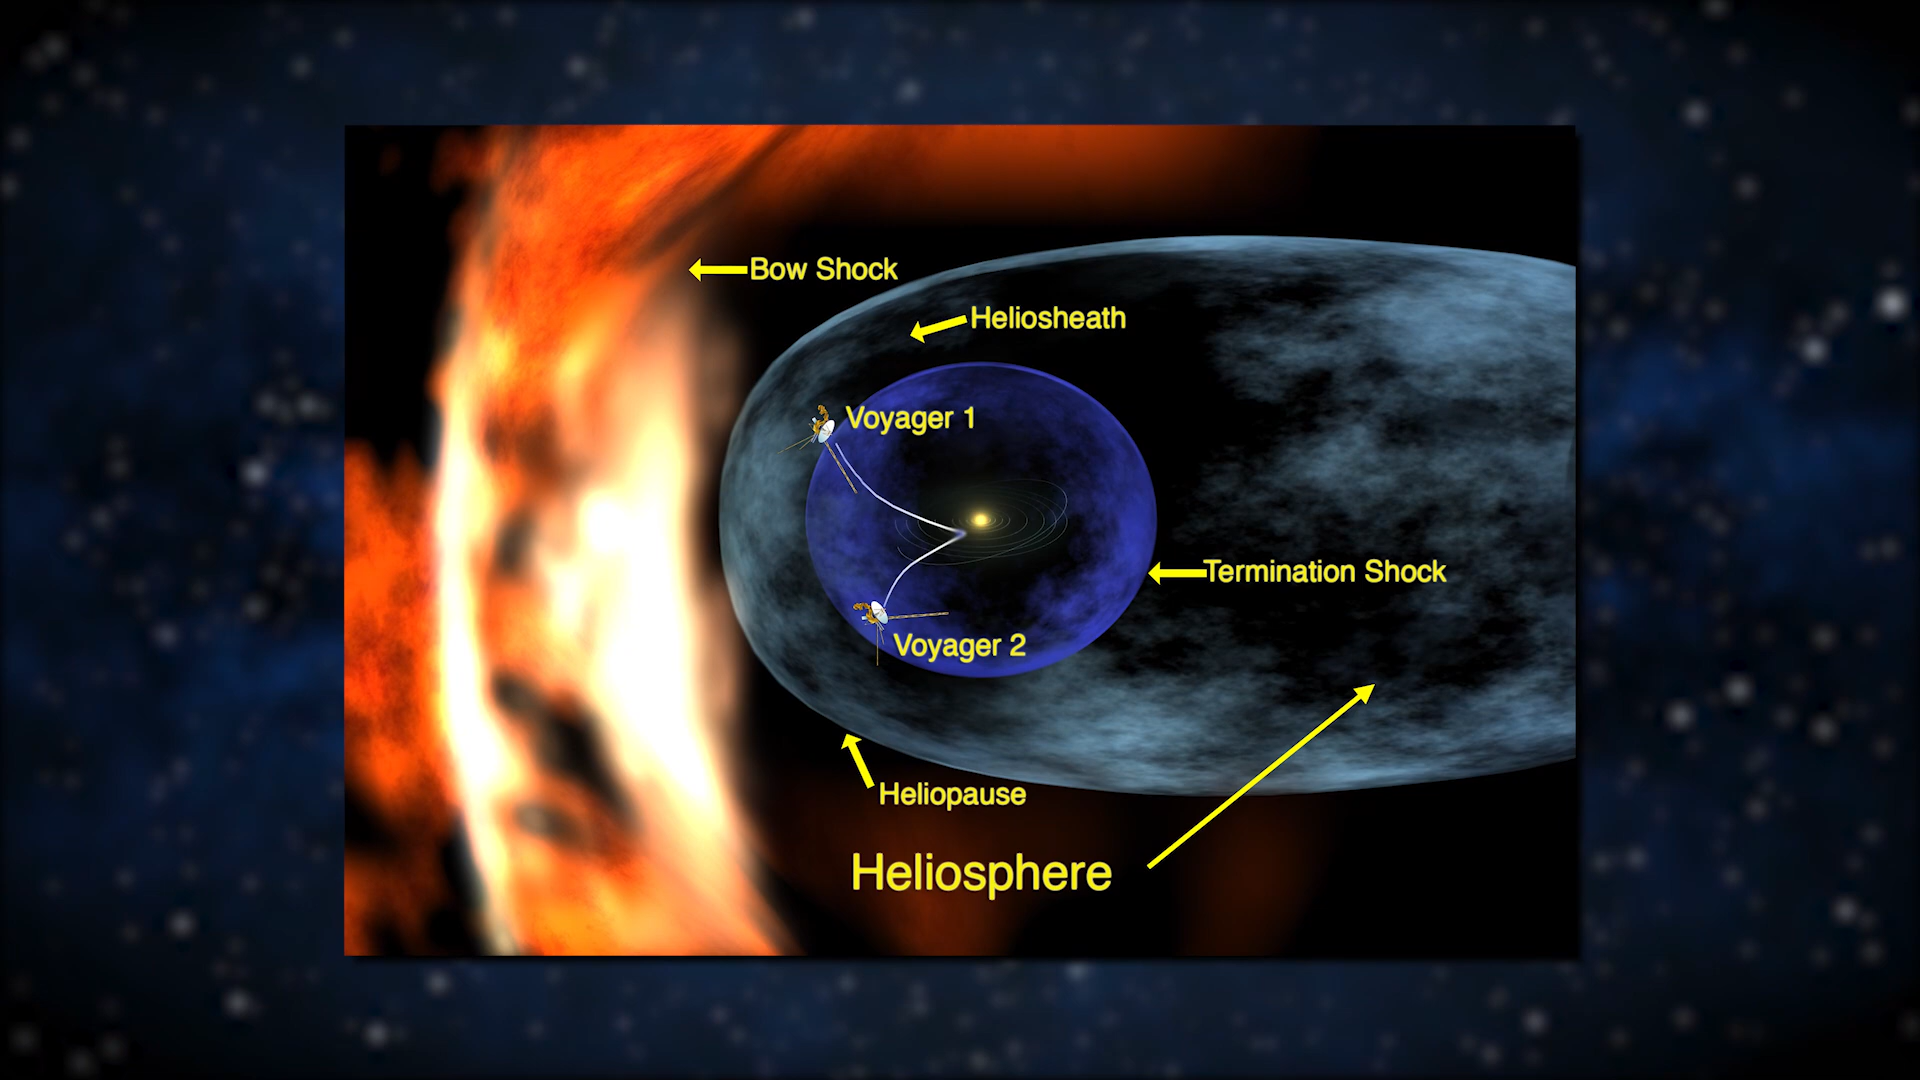 Bow Shock
Heliosheath
Voyager 1
Termination Shock
Voyager 2
Heliopause
Heliosphere